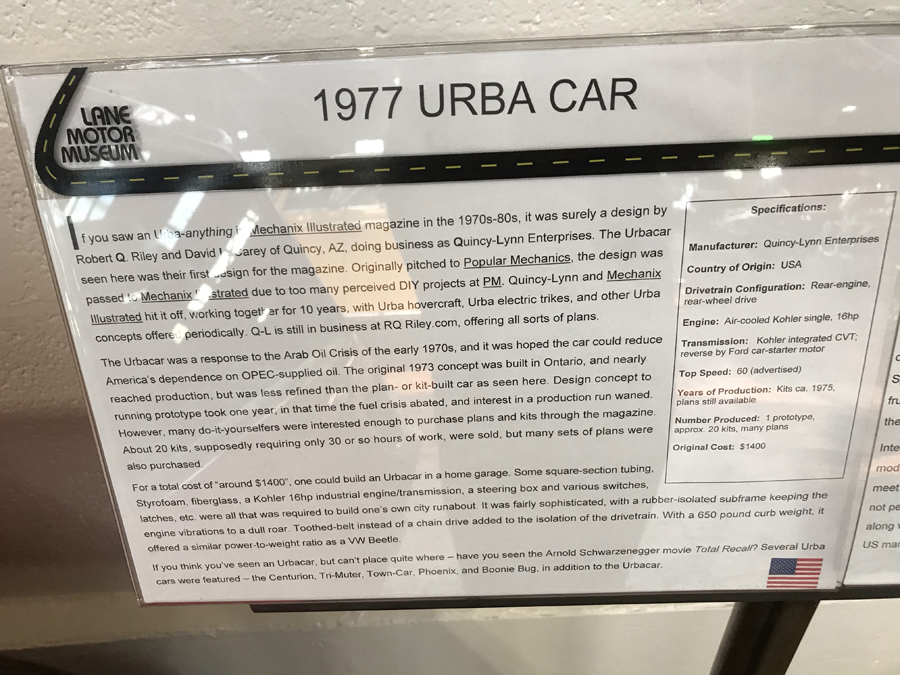 LANE
MOTOR
MUSEUM
1977 URBA CAR
If you saw an Urba-anything in Mechanix Illustrated magazine in the 1970s-80s, it was surely a design by
Robert Q. Riley and David L. Carey of Quincy, AZ, doing business as Quincy-Lynn Enterprises. The Urbacar
seen here was their first design for the magazine. Originally pitched to Popular Mechanics, the design was
passed to Mechanix Illustrated due to too many perceived DIY projects at PM. Quincy-Lynn and Mechanix
Illustrated hit it off, working together for 10 years, with Urba hovercraft, Urba electric trikes, and other Urba
concepts offered periodically. Q-L is still in business at RQ Riley.com, offering all sorts of plans.
The Urbacar was a response to the Arab Oil Crisis of the early 1970s, and it was hoped the car could reduce
America's dependence on OPEC-supplied oil. The original 1973 concept was built in Ontario, and nearly
reached production, but was less refined than the plan- or kit-built car as seen here. Design concept to
running prototype took one year, in that time the fuel crisis abated, and interest in a production run waned.
However, many do-it-yourselfers were interested enough to purchase plans and kits through the magazine.
About 20 kits, supposedly requiring only 30 or so hours of work, were sold, but many sets of plans were
also purchased.
For a total cost of "around $1400", one could build an Urbacar in a home garage. Some square-section tubing,
Styrofoam, fiberglass, a Kohler 16hp industrial engine/transmission, a steering box and various switches,
latches, etc. were all that was required to build one's own city runabout. It was fairly sophisticated, with a rubber-isolated subframe keeping the
engine vibrations to a dull roar. Toothed-belt instead of a chain drive added to the isolation of the drivetrain. With a 650 pound curb weight, it
offered a similar power-to-weight ratio as a VW Beetle.
If you think you've seen an Urbacar, but can't place quite where – have you seen the Arnold Schwarzenegger movie Total Recall? Several Urba
cars were featured – the Centurion, Tri-Muter, Town-Car, Phoenix, and Boonie Bug, in addition to the Urbacar.
Specifications:
Manufacturer: Quincy-Lynn Enterprises
Country of Origin: USA
Drivetrain Configuration: Rear-engine,
rear-wheel drive
Engine: Air-cooled Kohler single, 16hp
Transmission: Kohler integrated CVT;
reverse by Ford car-starter motor
Top Speed: 60 (advertised)
Years of Production: Kits ca. 1975,
plans still available
Number Produced: 1 prototype,
approx. 20 kits, many plans
Original Cost: $1400
the
Inte
mod
meet
not pe
along
US mar